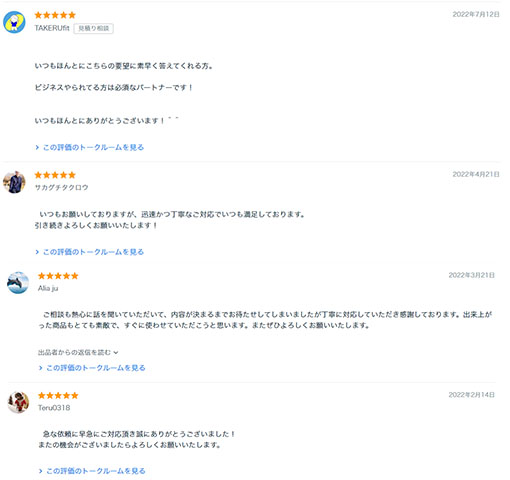 ★★★★★
2022年7月12日
TAKERUfit 見積り相談
いつもほんとにこちらの要望に素早く答えてくれる方。
ビジネスやられてる方は必須なパートナーです！
いつもほんとにありがとうございます！＾＾
› この評価のトークルームを見る
★★★★★
2022年4月21日
サカグチタクロウ
いつもお願いしておりますが、迅速かつ丁寧なご対応でいつも満足しております。
引き続きよろしくお願いいたします！
› この評価のトークルームを見る
★★★★★
2022年3月21日
Alia ju
ご相談も熱心に話を聞いていただいて、内容が決まるまでお待たせしてしまいましたが丁寧に対応していただき感謝しております。出来上が
った商品もとても素敵で、すぐに使わせていただこうと思います。またぜひよろしくお願いいたします。
出品者からの返信を読む
› この評価のトークルームを見る
★★★★★
2022年2月14日
Teru0318
急な依頼に早急にご対応頂き誠にありがとうございました！
またの機会がございましたらよろしくお願いいたします。
› この評価のトークルームを見る